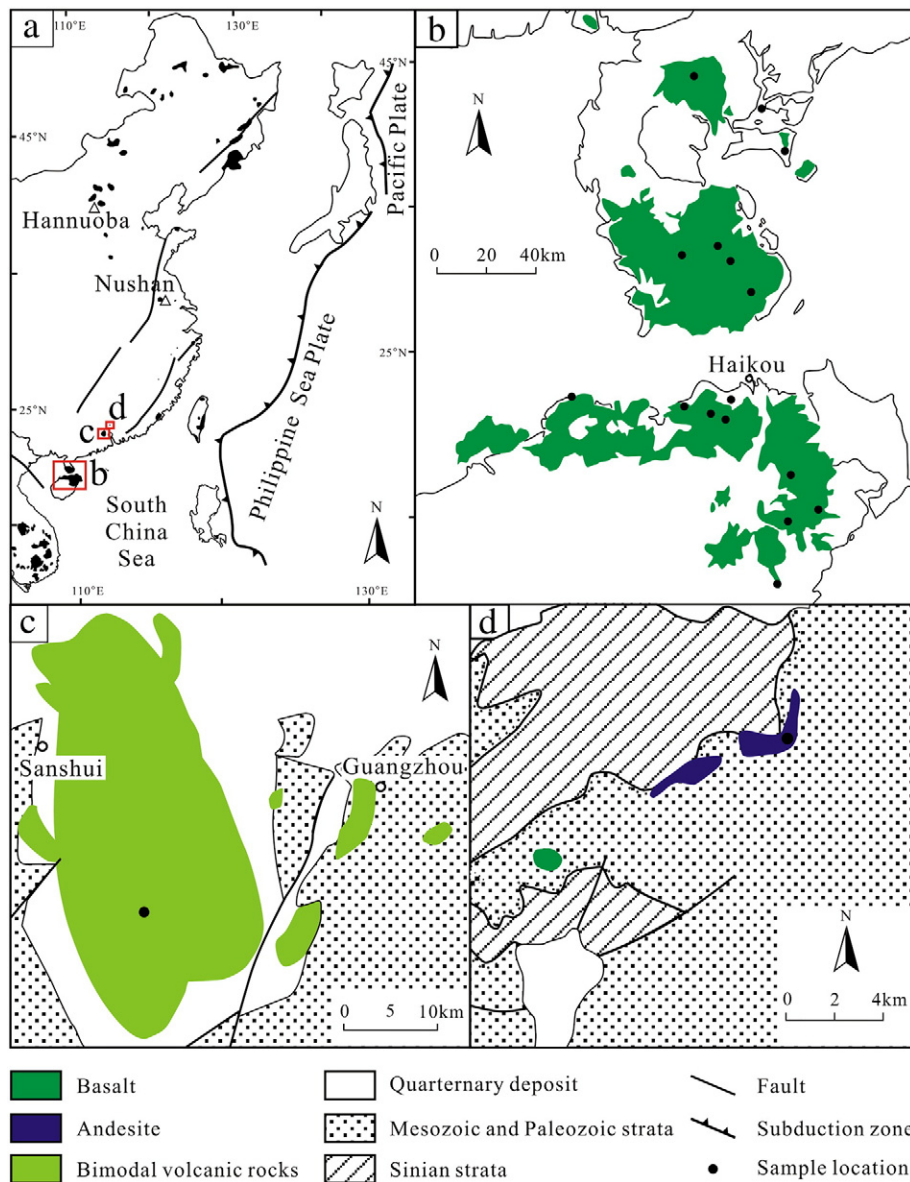 a
110°E
130°E
45°N
Hannuoba
Nushan
25°N
d
c
b
South
China
Sea
Pacific Plate
Philippine Sea Plate
N
110°E
130°E
b
45°N
N
0 20 40km
25°N
Haikou
c
N
Sanshui
Guangzhou
0 5 10km
d
N
0 2 4km
Basalt
Quarternary deposit
Fault
Andesite
Mesozoic and Paleozoic strata
Subduction zone
Bimodal volcanic rocks
Sinian strata
Sample location